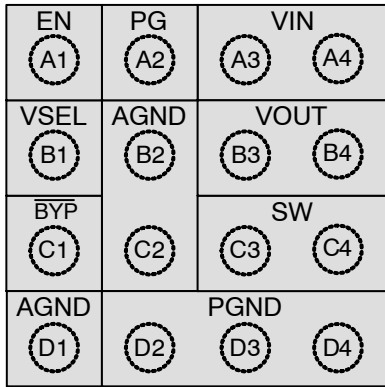 EN PG VIN
A1 A2 A3 A4
VSEL AGND VOUT
B1 B2 B3 B4
BYP SW
C1 C2 C3 C4
AGND PGND
D1 D2 D3 D4